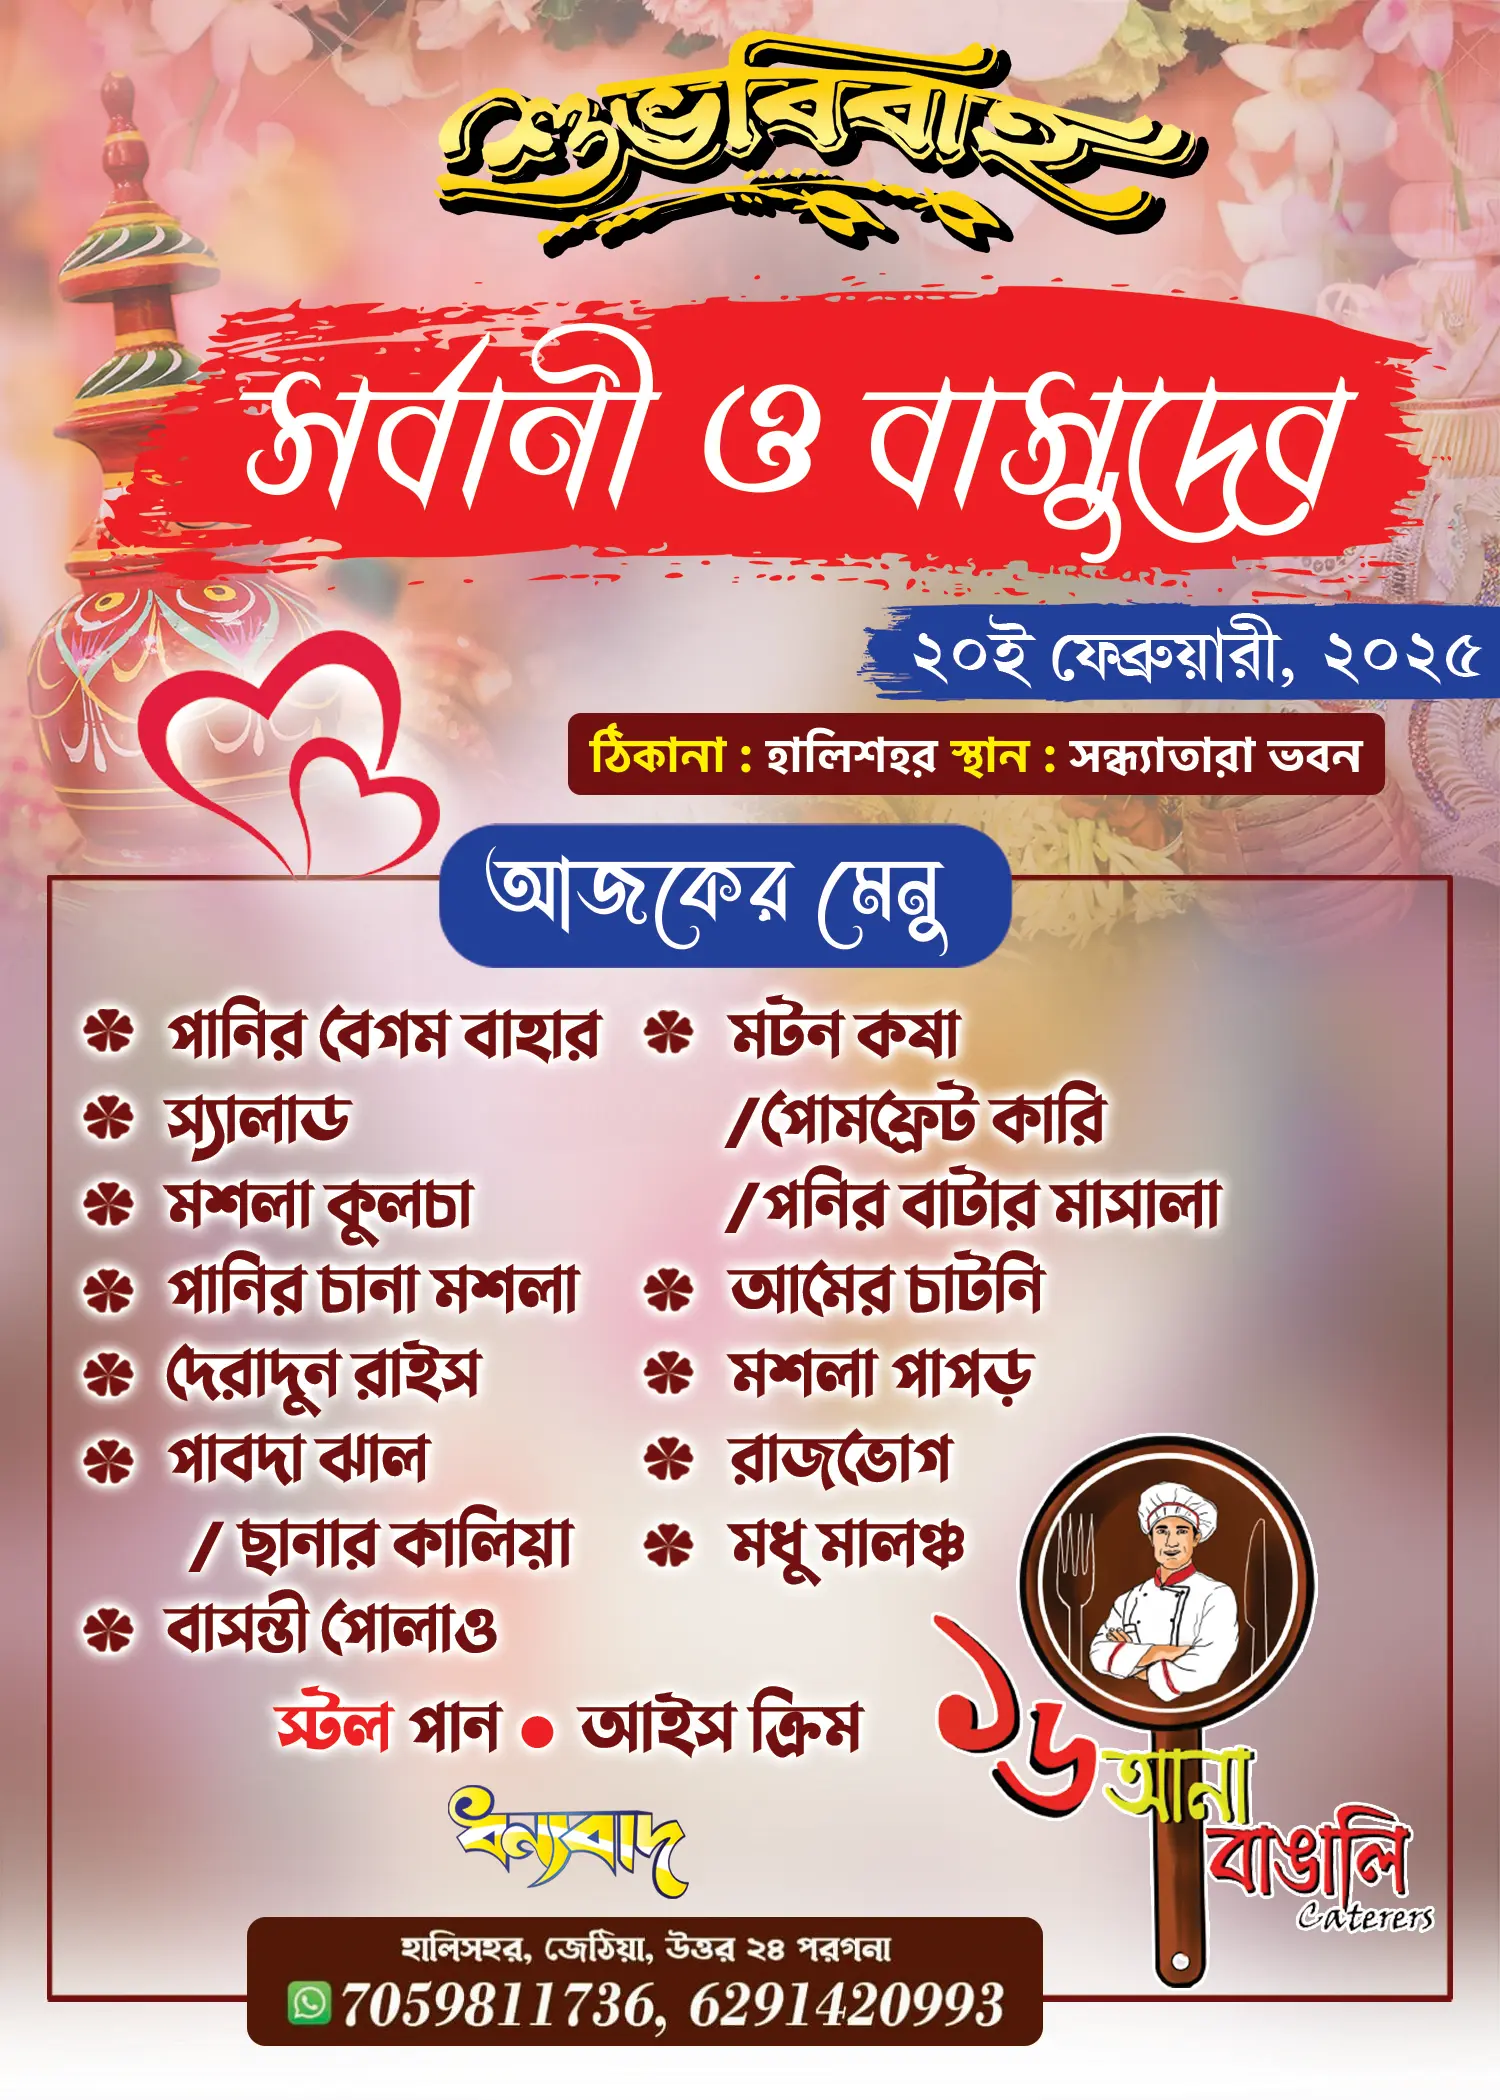 শুভবিবাহ
সর্বানী ও বাসুদেব
২০ই ফেব্রুয়ারী, ২০২৫
ঠিকানা : হালিশহর স্থান : সন্ধ্যাতারা ভবন
আজকের মেনু
পানির বেগম বাহার
স্যালাড
মশলা কুলচা
পানির চানা মশলা
দেরাদুন রাইস
পাবদা ঝাল
/ ছানার কালিয়া
বাসন্তী পোলাও
মটন কষা
/পোমফ্রেট কারি
/পনির বাটার মাসালা
আমের চাটনি
মশলা পাপড়
রাজভোগ
মধু মালঞ্চ
স্টল পান • আইস ক্রিম
ধন্যবাদ
১৬ আনা
বাঙালি
Caterers
হালিসহর, জেঠিয়া, উত্তর ২৪ পরগনা
7059811736, 6291420993